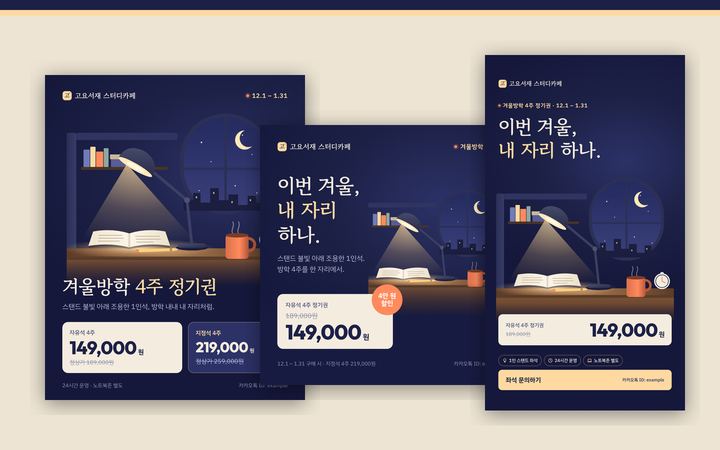 고요서재 스터디카페
12.1 – 1.31
겨울방학 4주 정기권
스탠드 불빛 아래 조용한 1인석, 방학 내내 내 자리처럼.
자유석 4주
149,000원
정상가 189,000원
지정석 4주
219,000원
정상가 259,000원
24시간 운영 · 노트북존 별도
카카오톡 ID: example
고요서재 스터디카페
겨울방학
이번 겨울,
내 자리
하나.
스탠드 불빛 아래 조용한 1인석.
방학 4주를 한 자리에서.
4만 원
할인
자유석 4주 정기권
189,000원
149,000원
12.1–1.31 구매 시 · 지정석 4주 219,000원
고요서재 스터디카페
겨울방학 4주 정기권 · 12.1 – 1.31
이번 겨울,
내 자리 하나.
자유석 4주 정기권
189,000원
149,000원
1인 스탠드 좌석
24시간 운영
노트북존 별도
좌석 문의하기
카카오톡 ID: example